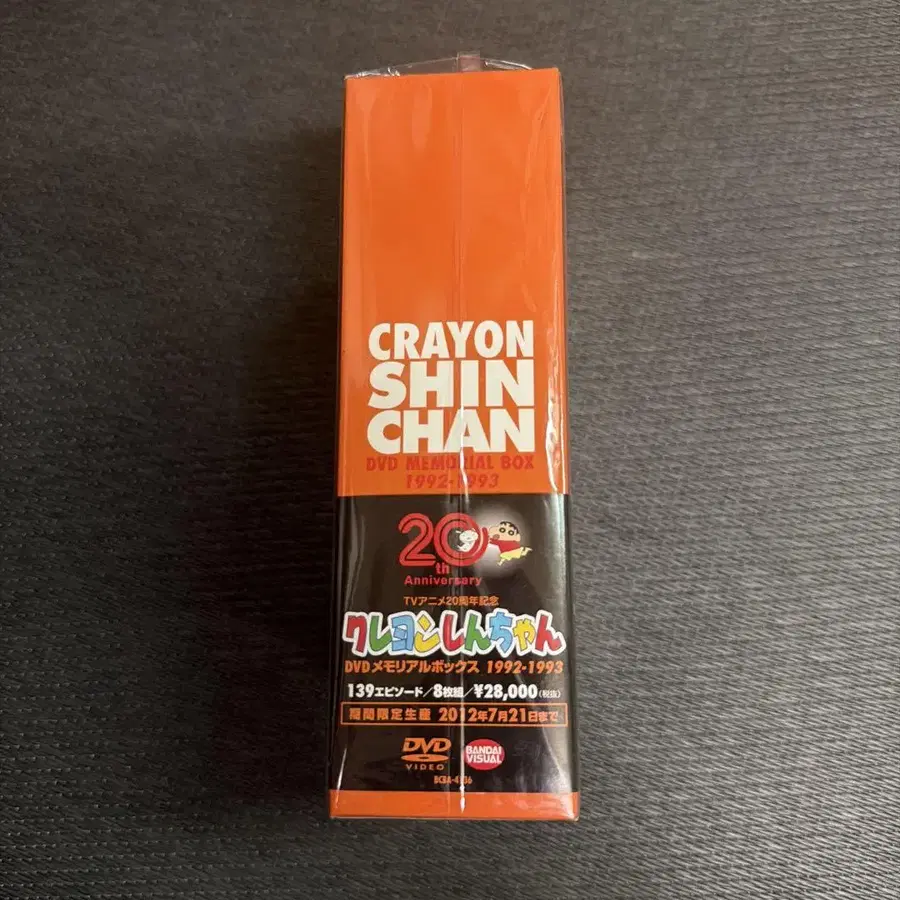 CRAYON
SHIN
CHAN
DVD MEMORIAL BOX
1992-1993
20
th
Anniversary
TVアニメ20周年記念
クレヨンしんちゃん
DVDメモリアルボックス 1992-1993
139エピソード/8枚組/¥28,000(税抜)
期間限定生産 2012年7月21日まで
DVD
VIDEO
BANDAI
VISUAL